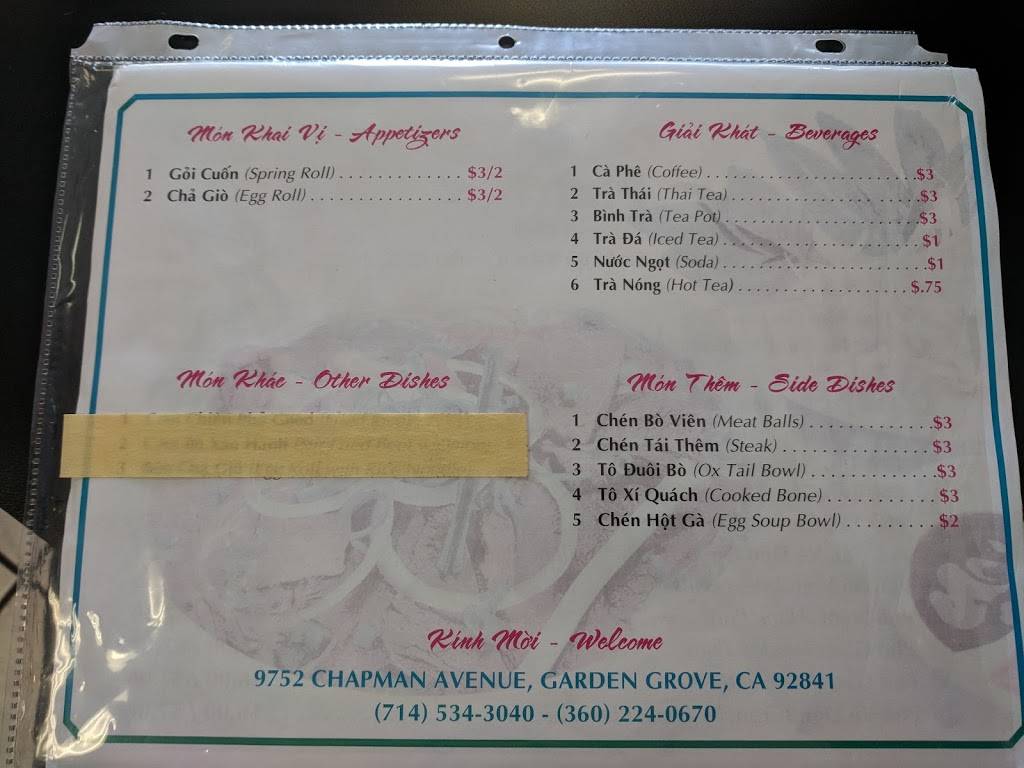 Món Khai Vị - Appetizers
1 Gỏi Cuốn (Spring Roll) . . . . . . . . . . . . . $3/2
2 Chả Giò (Egg Roll) . . . . . . . . . . . . . . . . $3/2
Giải Khát - Beverages
1 Cà Phê (Coffee) . . . . . . . . . . . . . . . . . . . . . . .$3
2 Trà Thái (Thai Tea) . . . . . . . . . . . . . . . . . . . .$3
3 Bình Trà (Tea Pot) . . . . . . . . . . . . . . . . . . . . .$3
4 Trà Đá (Iced Tea) . . . . . . . . . . . . . . . . . . . . . $1
5 Nước Ngọt (Soda) . . . . . . . . . . . . . . . . . . . . . .$1
6 Trà Nóng (Hot Tea) . . . . . . . . . . . . . . . . . . $.75
Món Khác - Other Dishes
Món Thêm - Side Dishes
1 Chén Bò Viên (Meat Balls) . . . . . . . . . . . . .$3
2 Chén Tái Thêm (Steak) . . . . . . . . . . . . . . . $3
3 Tô Đuôi Bò (Ox Tail Bowl) . . . . . . . . . . . . .$3
4 Tô Xí Quách (Cooked Bone) . . . . . . . . . . . $3
5 Chén Hột Gà (Egg Soup Bowl) . . . . . . . . . $2
Kính Mời - Welcome
9752 CHAPMAN AVENUE, GARDEN GROVE, CA 92841
(714) 534-3040 - (360) 224-0670